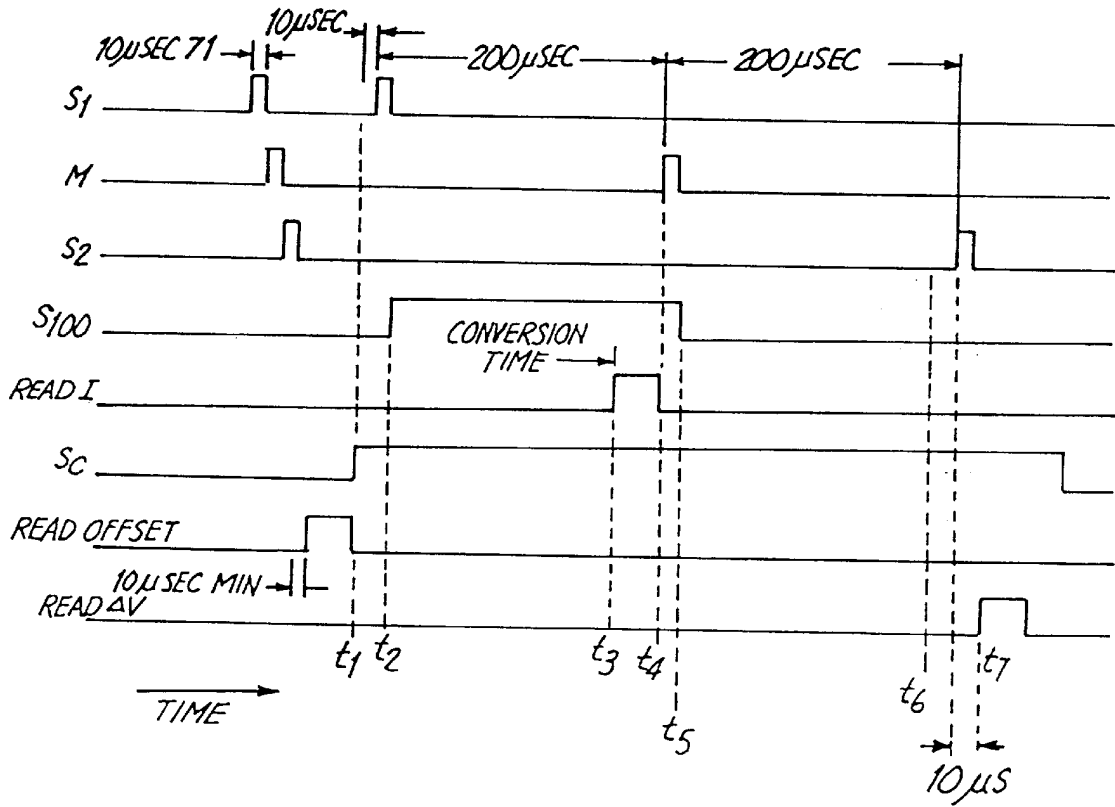 10μSEC
10μSEC 71
200μSEC
200μSEC
S1
M
S2
S100
CONVERSION
TIME
READ I
SC
READ OFFSET
10μSEC MIN
READ ΔV
t1
t2
t3
t4
t7
t6
t5
TIME
10μS